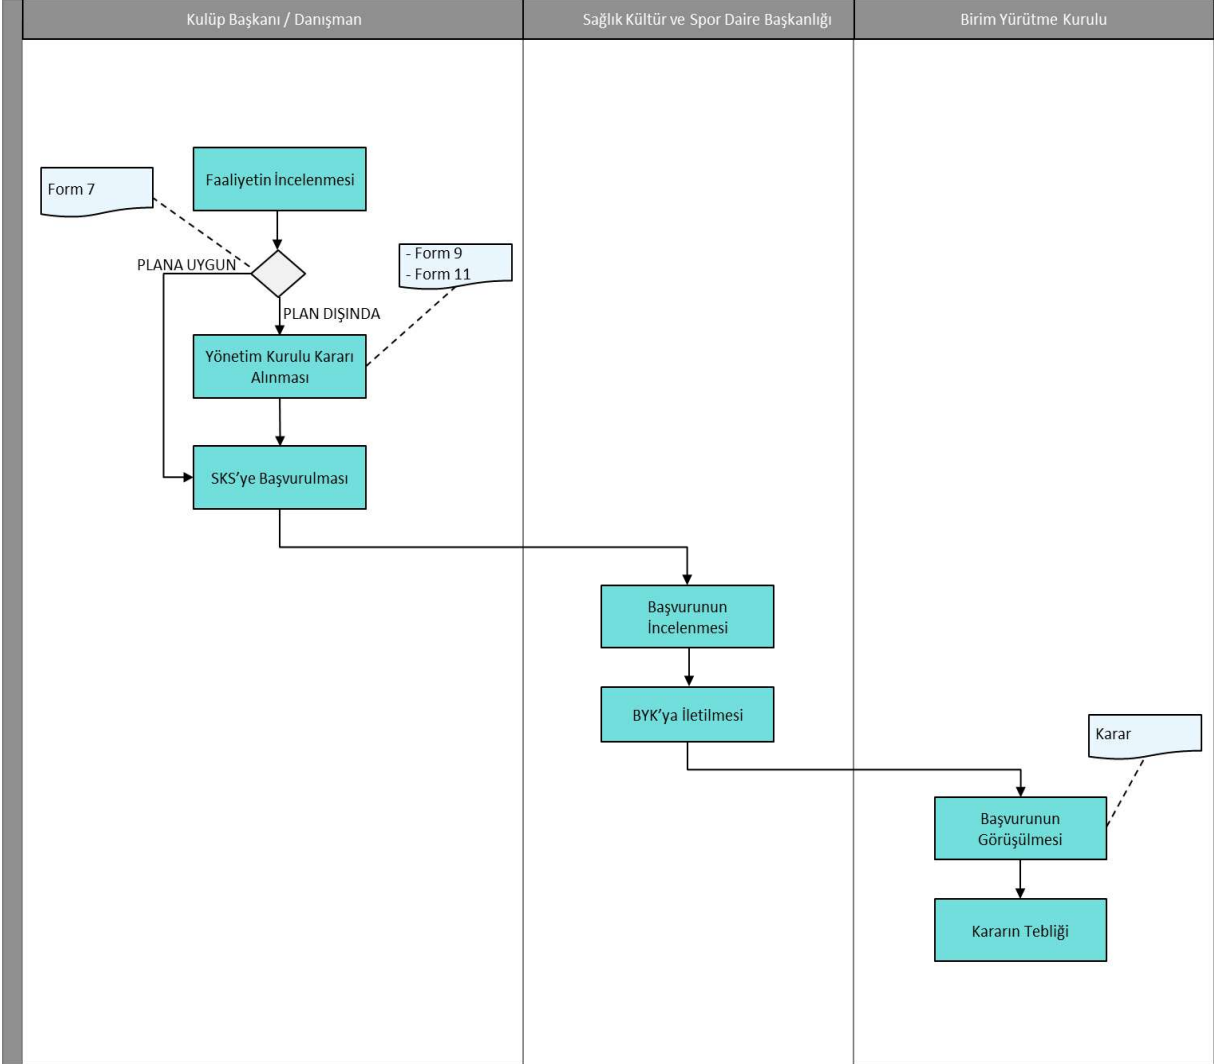 Kulüp Başkanı / Danışman
Sağlık Kültür ve Spor Daire Başkanlığı
Birim Yürütme Kurulu
Faaliyetin İncelenmesi
Form 7
- Form 9
- Form 11
PLANA UYGUN
PLAN DIŞINDA
Yönetim Kurulu Kararı
Alınması
SKS’ye Başvurulması
Başvurunun
İncelenmesi
BYK’ya İletilmesi
Karar
Başvurunun
Görüşülmesi
Kararın Tebliği